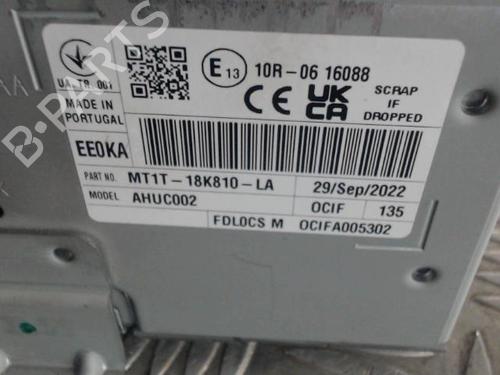 B-PARTS
UA.TR.001
E13 10R-06 16088
CE UK CA
SCRAP
IF
DROPPED
MADE IN
PORTUGAL
EE0KA
PART NO. MT1T-18K810-LA 29/Sep/2022
MODEL AHUC002 OCIF 135
FDLOCS M OCIFA005302